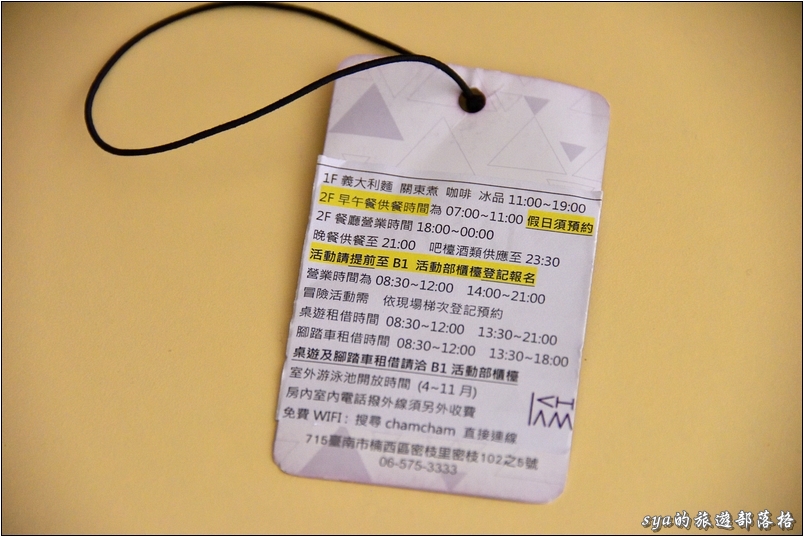 1F 義大利麵 關東煮 咖啡 冰品 11:00~19:00
2F 早午餐供餐時間為 07:00~11:00 假日須預約
2F 餐廳營業時間 18:00~00:00
晚餐供餐至 21:00 吧檯酒類供應至 23:30
活動請提前至 B1 活動部櫃檯登記報名
營業時間為 08:30~12:00 14:00~21:00
冒險活動需 依現場梯次登記預約
桌遊租借時間 08:30~12:00 13:30~21:00
腳踏車租借時間 08:30~12:00 13:30~18:00
桌遊及腳踏車租借請洽 B1 活動部櫃檯
室外游泳池開放時間 (4~11 月)
房內室內電話撥外線須另外收費
免費 WIFI：搜尋 chamcham 直接連線
715臺南市楠西區密枝里密枝102之5號
06-575-3333
sya的旅遊部落格